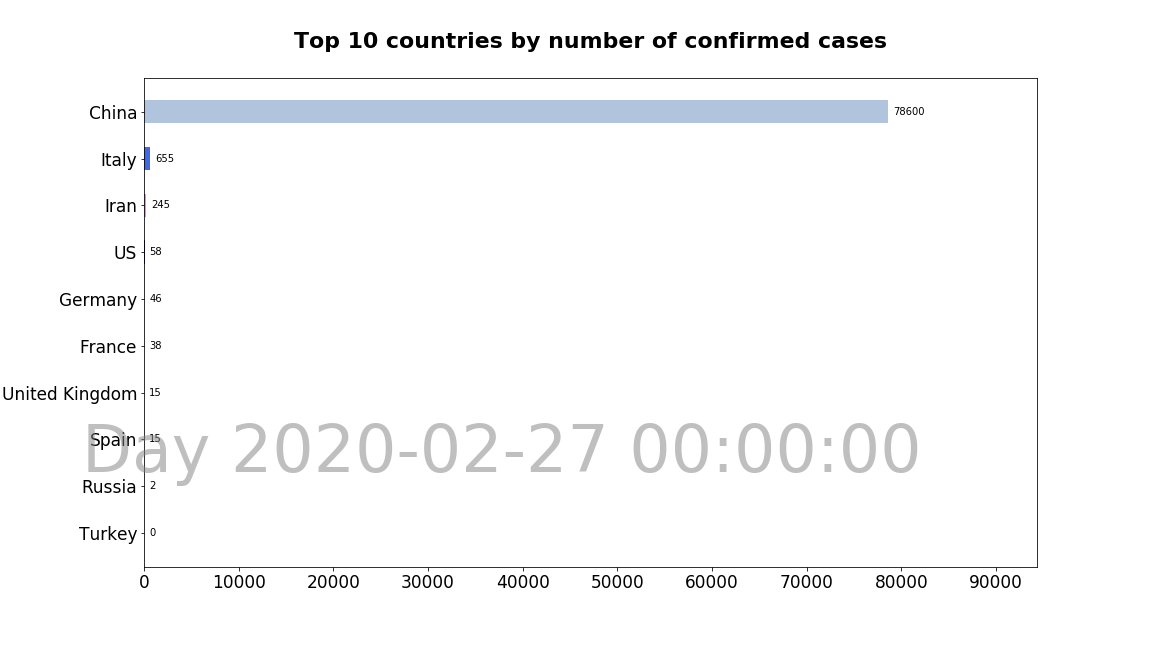 Top 10 countries by number of confirmed cases
China 78600
Italy 655
Iran 245
US 58
Germany 46
France 38
United Kingdom 15
Spain 15
Day 2020-02-27 00:00:00
Russia 2
Turkey 0
0 10000 20000 30000 40000 50000 60000 70000 80000 90000